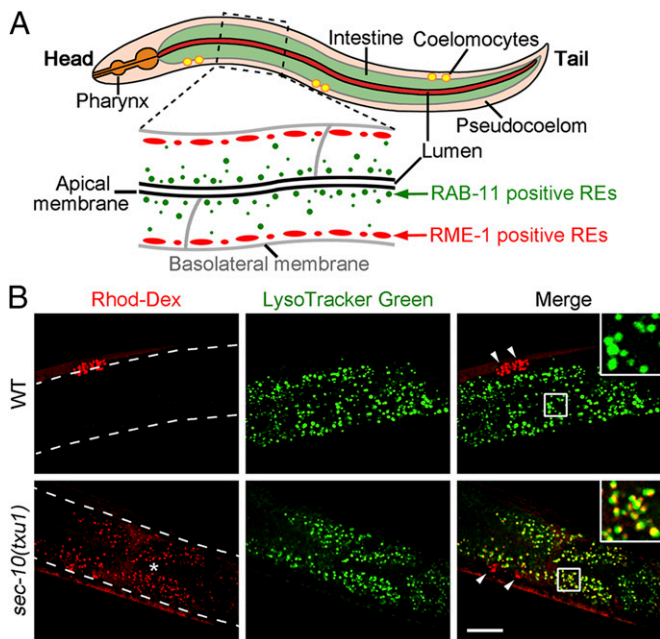 A
Head
Pharynx
Intestine
Coelomocytes
Tail
Pseudocoelom
Lumen
Apical
membrane
RAB-11 positive REs
RME-1 positive REs
Basolateral membrane
B
Rhod-Dex
LysoTracker Green
Merge
WT
sec-10(txu1)
*